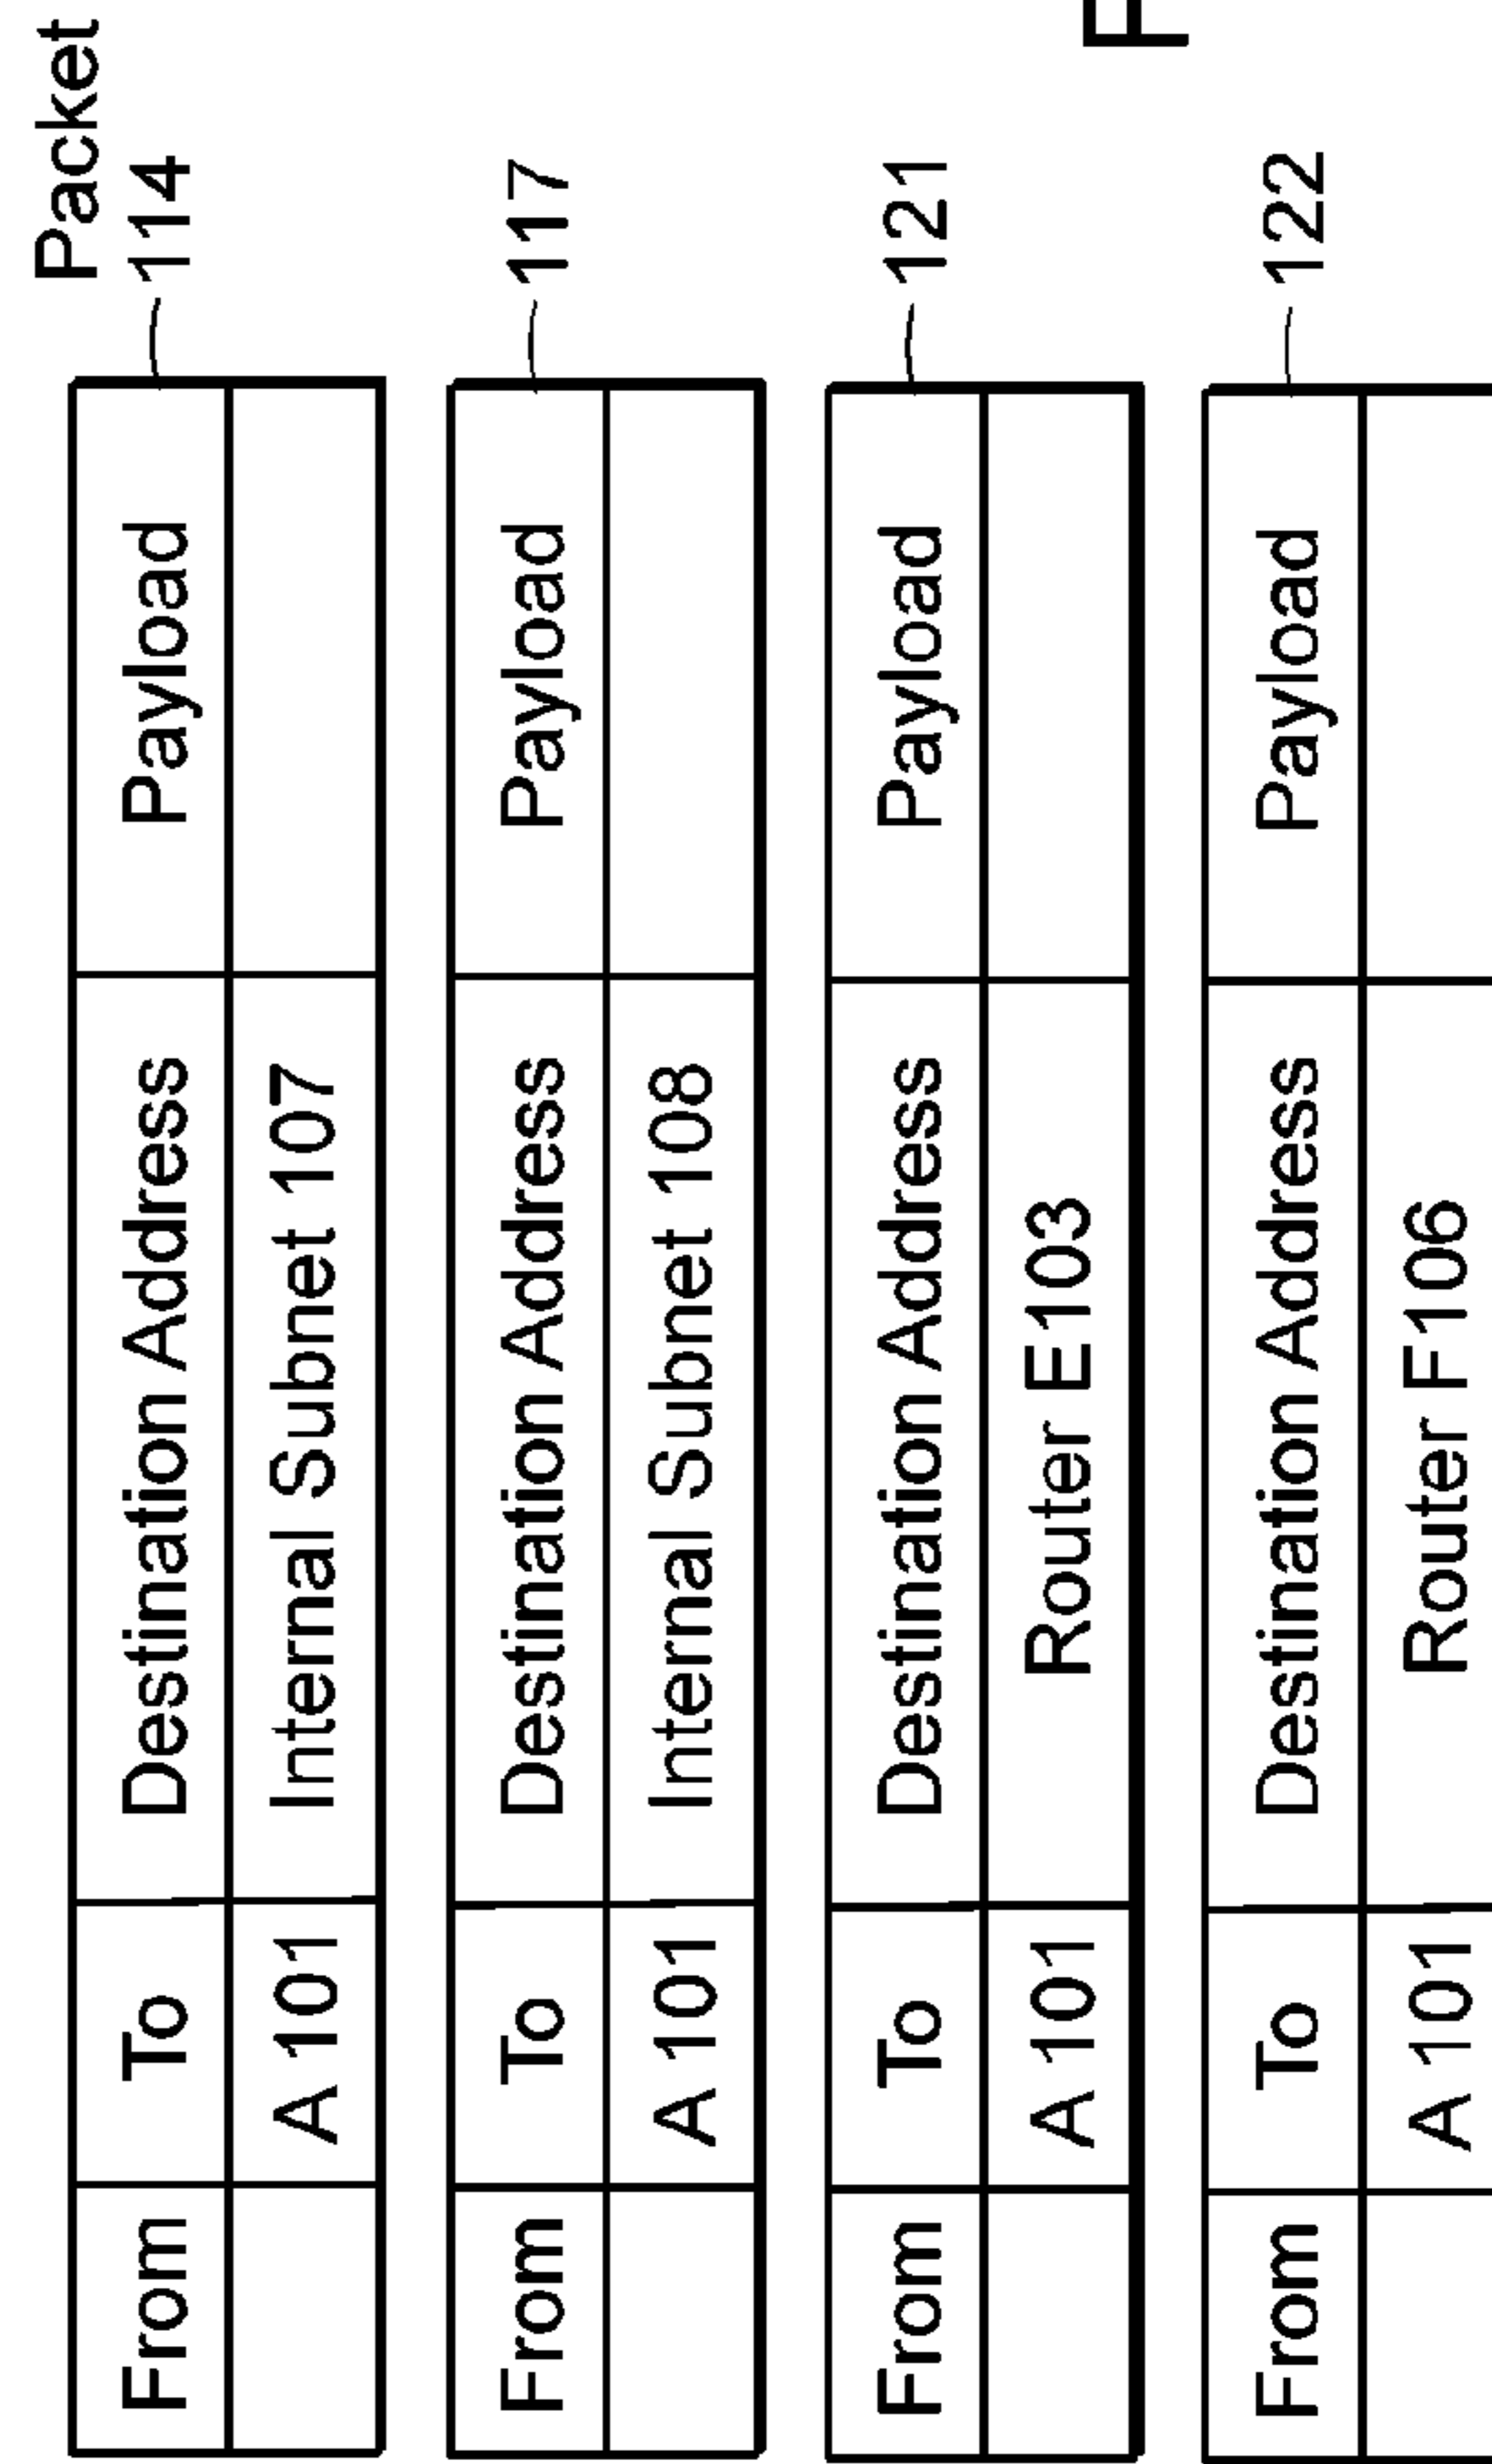 Packet
From To Destination Address Payload 114
A 101 Internal Subnet 107
From To Destination Address Payload 117
A 101 Internal Subnet 108
From To Destination Address Payload 121
A 101 Router E103
F
From To Destination Address Payload 122
A 101 Router F106